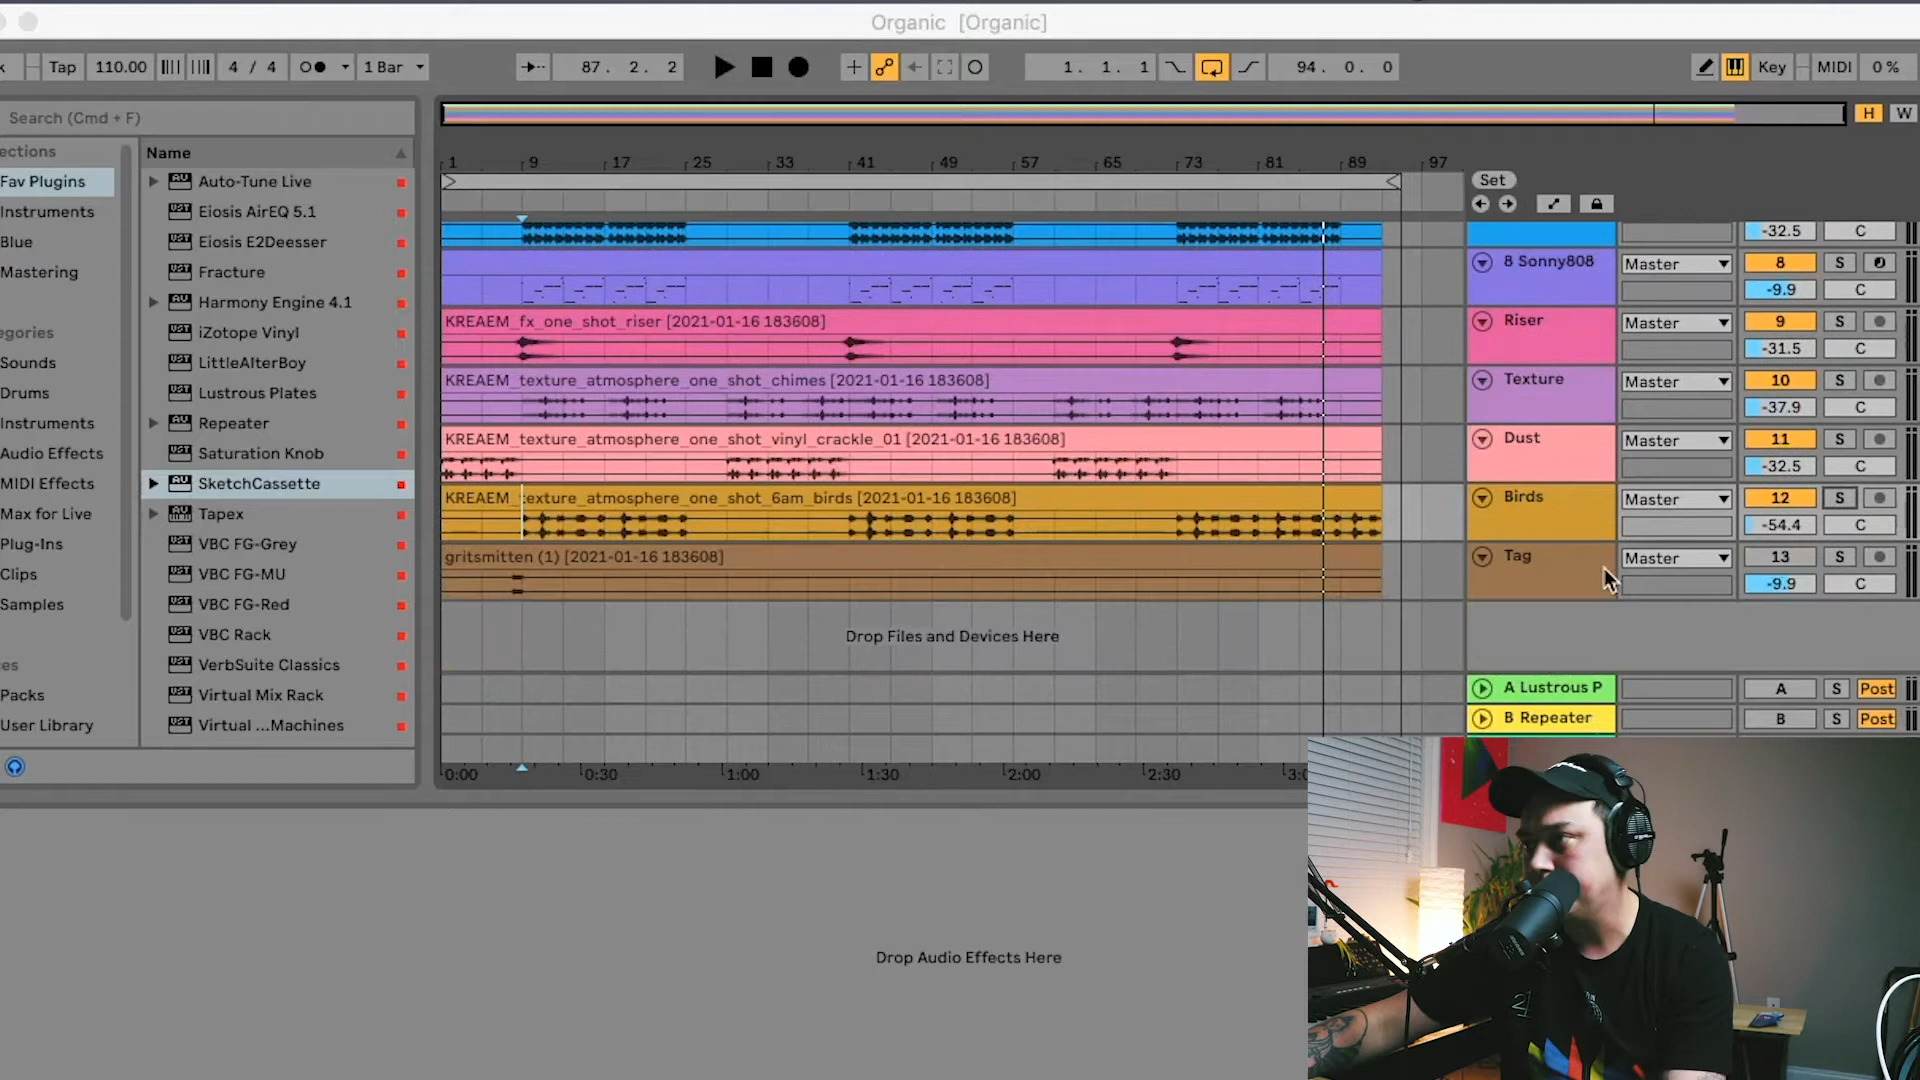 Organic [Organic]
Tap 110.00 4 / 4 1 Bar 87. 2. 2 1. 1. 1 94. 0. 0 Key MIDI 0 %
Search (Cmd + F) H W
ections Name 1 9 17 25 33 41 49 57 65 73 81 89 97
Fav Plugins Auto-Tune Live Set
Instruments Eiosis AirEQ 5.1
Blue Eiosis E2Deesser -32.5 C
Mastering Fracture 8 Sonny808 Master 8 S
Harmony Engine 4.1 -9.9 C
egories iZotope Vinyl KREAEM_fx_one_shot_riser [2021-01-16 183608] Riser Master 9 S
Sounds LittleAlterBoy -31.5 C
Drums Lustrous Plates KREAEM_texture_atmosphere_one_shot_chimes [2021-01-16 183608] Texture Master 10 S
Instruments Repeater -37.9 C
Audio Effects Saturation Knob KREAEM_texture_atmosphere_one_shot_vinyl_crackle_01 [2021-01-16 183608] Dust Master 11 S
MIDI Effects SketchCassette -32.5 C
Max for Live Tapex KREAEM_texture_atmosphere_one_shot_6am_birds [2021-01-16 183608] Birds Master 12 S
Plug-Ins VBC FG-Grey -54.4 C
Clips VBC FG-MU gritsmitten (1) [2021-01-16 183608] Tag Master 13 S
Samples VBC FG-Red -9.9 C
VBC Rack Drop Files and Devices Here
es VerbSuite Classics
Packs Virtual Mix Rack A Lustrous P A S Post
User Library Virtual ...Machines B Repeater B S Post
0:00 0:30 1:00 1:30 2:00 2:30
Drop Audio Effects Here
21